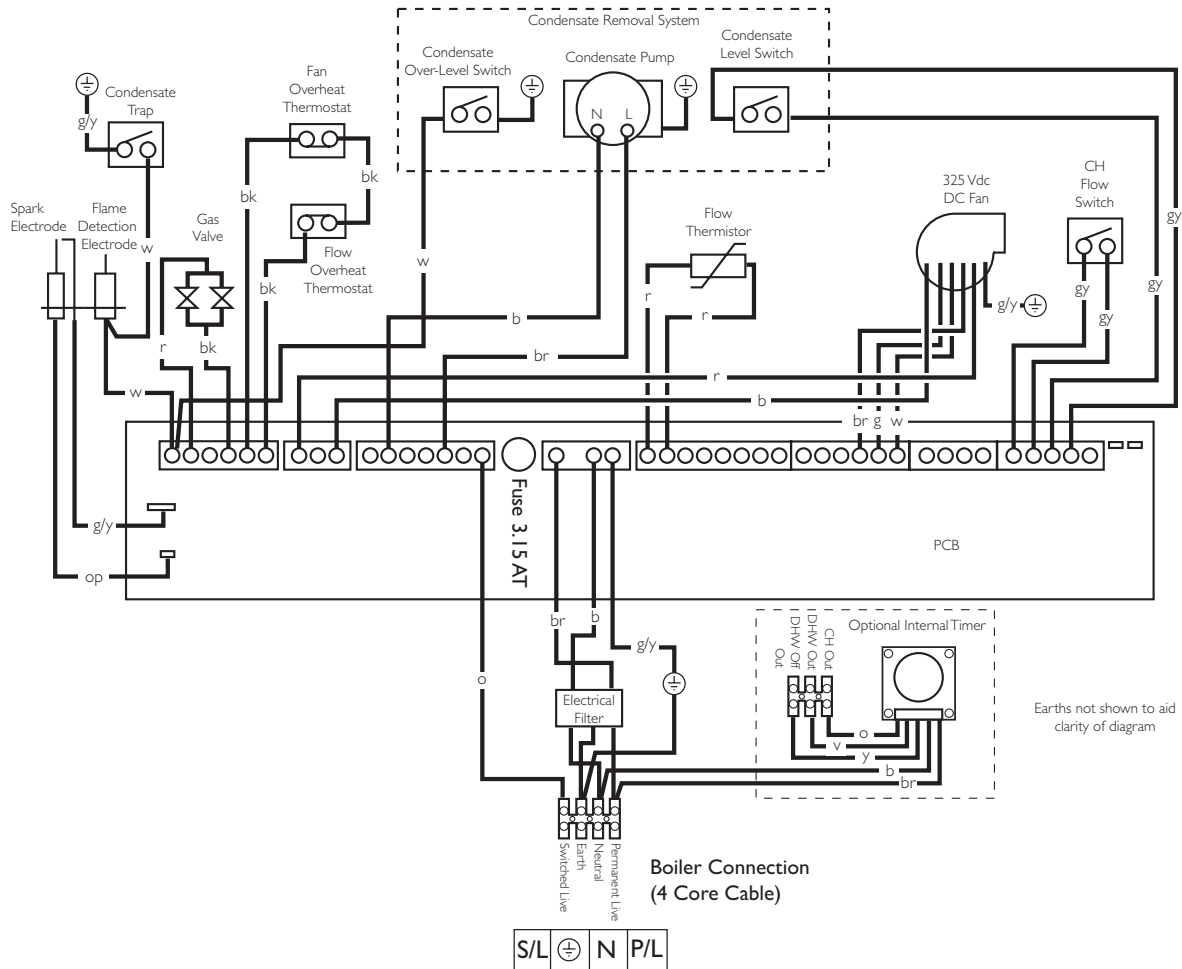 Condensate Removal System
Condensate
Over-Level Switch
Condensate Pump
Condensate
Level Switch
N
L
Fan
Overheat
Thermostat
Condensate
Trap
g/y
bk
bk
Spark
Electrode
Flame
Detection
Electrode
w
Gas
Valve
Flow
Overheat
Thermostat
bk
w
Flow
Thermistor
325 Vdc
DC Fan
CH
Flow
Switch
gy
gy
gy
gy
g/y
r
r
r
bk
b
br
w
r
b
br
g
w
Fuse 3.15 AT
PCB
g/y
op
br
b
g/y
o
Electrical
Filter
Optional Internal Timer
CH Out
DHW Out
DHW Off
Out
o
v
y
b
br
Earths not shown to aid
clarity of diagram
Switched Live
Earth
Neutral
Permanent Live
Boiler Connection
(4 Core Cable)
S/L
N
P/L